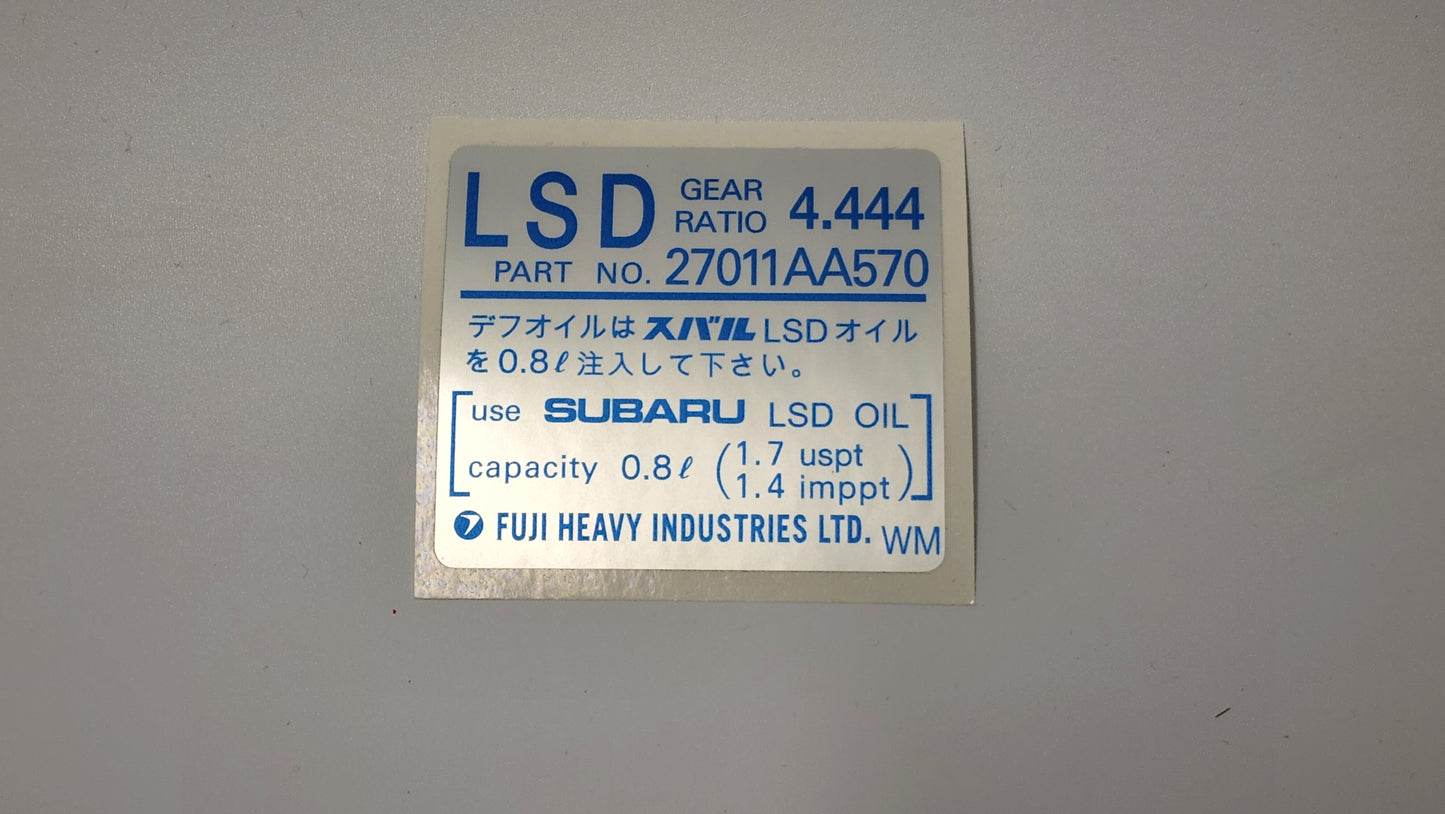 LSD GEAR RATIO 4.444
PART NO. 27011AA570
デフオイルはスバルLSDオイル
を0.8ℓ注入して下さい。
use SUBARU LSD OIL
capacity 0.8ℓ (1.7 uspt
1.4 imppt)
FUJI HEAVY INDUSTRIES LTD. WM